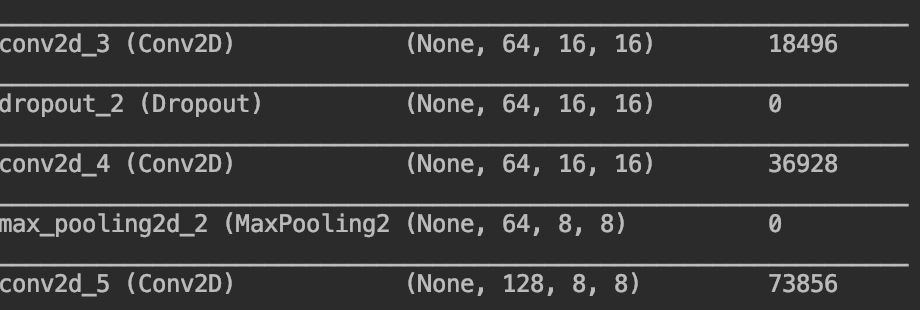 conv2d_3 (Conv2D) (None, 64, 16, 16) 18496
dropout_2 (Dropout) (None, 64, 16, 16) 0
conv2d_4 (Conv2D) (None, 64, 16, 16) 36928
max_pooling2d_2 (MaxPooling2 (None, 64, 8, 8) 0
conv2d_5 (Conv2D) (None, 128, 8, 8) 73856